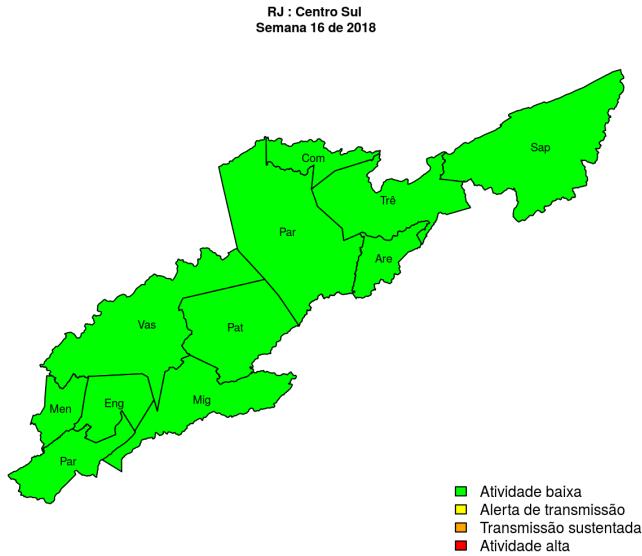 RJ : Centro Sul
Semana 16 de 2018
Sap
Com
Trê
Par
Are
Vas
Pat
Mig
Men
Eng
Par
Atividade baixa
Alerta de transmissão
Transmissão sustentada
Atividade alta